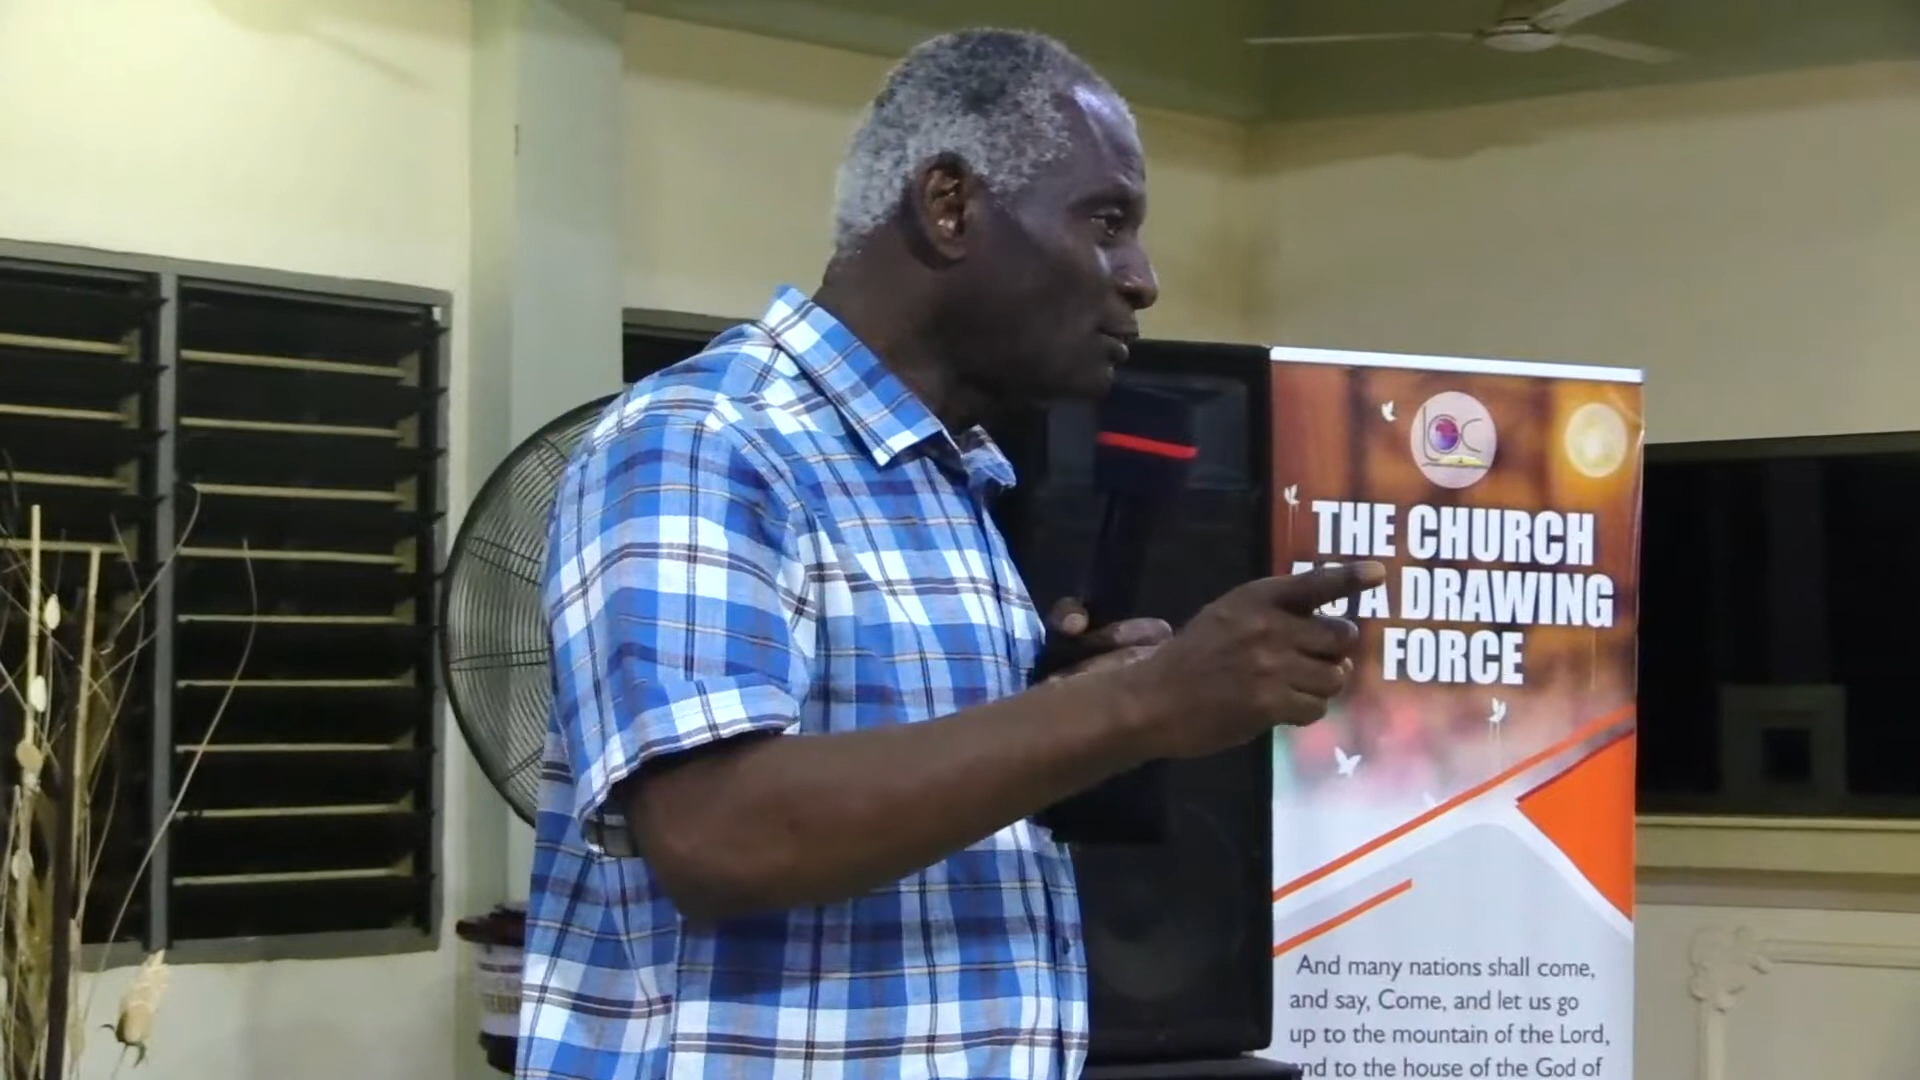 THE CHURCH
AS A DRAWING
FORCE
And many nations shall come,
and say, Come, and let us go
up to the mountain of the Lord,
and to the house of the God of